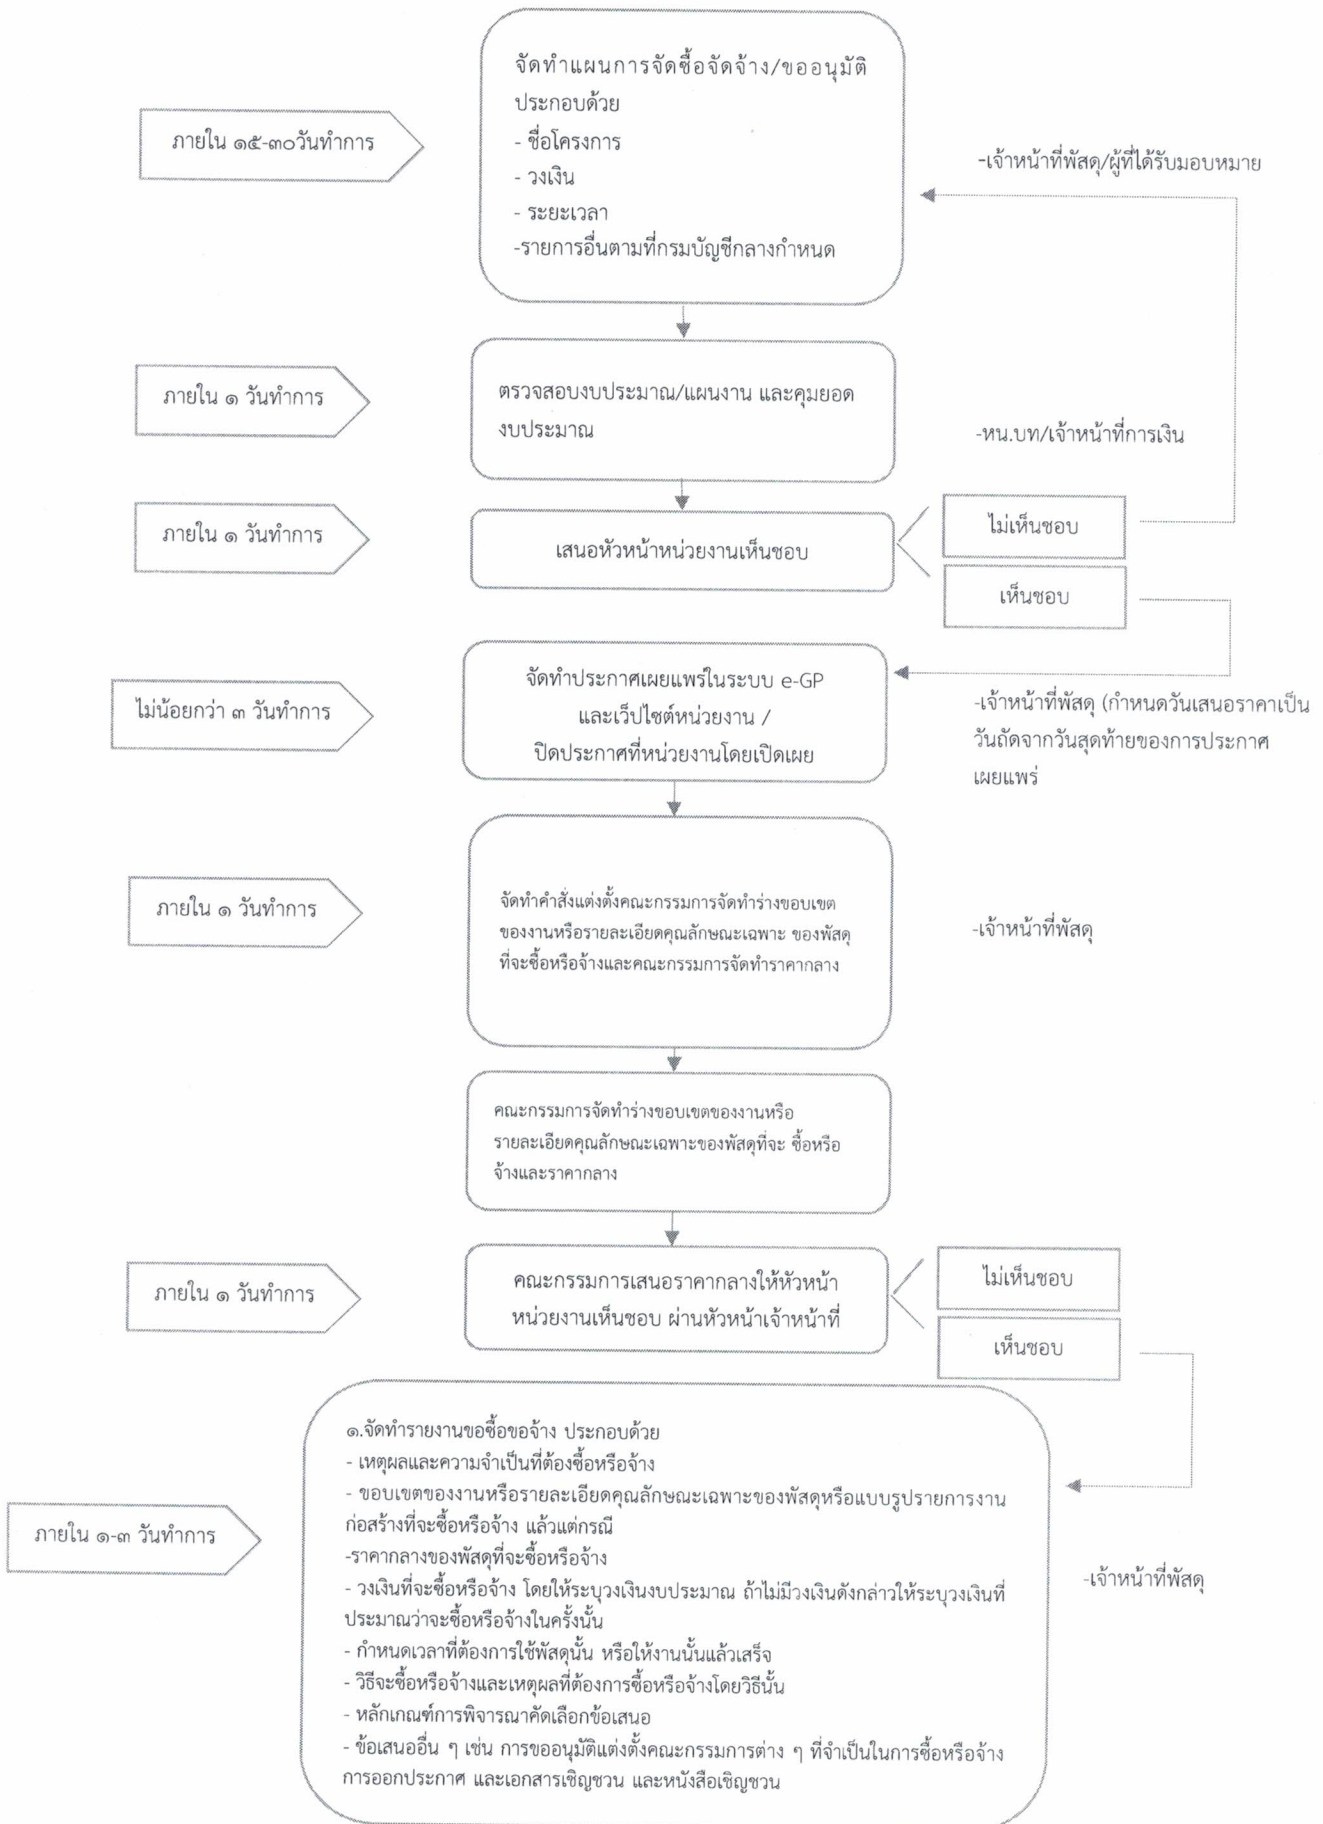 จัดทำแผนการจัดซื้อจัดจ้าง/ขออนุมัติ
ประกอบด้วย
- ชื่อโครงการ
- วงเงิน
- ระยะเวลา
-รายการอื่นตามที่กรมบัญชีกลางกำหนด
ภายใน ๑๕-๓๐วันทำการ
-เจ้าหน้าที่พัสดุ/ผู้ที่ได้รับมอบหมาย
ภายใน ๑ วันทำการ
ตรวจสอบงบประมาณ/แผนงาน และคุมยอด
งบประมาณ
-หน.บท/เจ้าหน้าที่การเงิน
ภายใน ๑ วันทำการ
เสนอหัวหน้าหน่วยงานเห็นชอบ
ไม่เห็นชอบ
เห็นชอบ
ไม่น้อยกว่า ๓ วันทำการ
จัดทำประกาศเผยแพร่ในระบบ e-GP
และเว็ปไซต์หน่วยงาน /
ปิดประกาศที่หน่วยงานโดยเปิดเผย
-เจ้าหน้าที่พัสดุ (กำหนดวันเสนอราคาเป็น
วันถัดจากวันสุดท้ายของการประกาศ
เผยแพร่
ภายใน ๑ วันทำการ
จัดทำคำสั่งแต่งตั้งคณะกรรมการจัดทำร่างขอบเขต
ของงานหรือรายละเอียดคุณลักษณะเฉพาะ ของพัสดุ
ที่จะซื้อหรือจ้างและคณะกรรมการจัดทำราคากลาง
-เจ้าหน้าที่พัสดุ
คณะกรรมการจัดทำร่างขอบเขตของงานหรือ
รายละเอียดคุณลักษณะเฉพาะของพัสดุที่จะ ซื้อหรือ
จ้างและราคากลาง
ภายใน ๑ วันทำการ
คณะกรรมการเสนอราคากลางให้หัวหน้า
หน่วยงานเห็นชอบ ผ่านหัวหน้าเจ้าหน้าที่
ไม่เห็นชอบ
เห็นชอบ
ภายใน ๑-๓ วันทำการ
๑.จัดทำรายงานขอซื้อขอจ้าง ประกอบด้วย
- เหตุผลและความจำเป็นที่ต้องซื้อหรือจ้าง
- ขอบเขตของงานหรือรายละเอียดคุณลักษณะเฉพาะของพัสดุหรือแบบรูปรายการงาน
ก่อสร้างที่จะซื้อหรือจ้าง แล้วแต่กรณี
-ราคากลางของพัสดุที่จะซื้อหรือจ้าง
- วงเงินที่จะซื้อหรือจ้าง โดยให้ระบุวงเงินงบประมาณ ถ้าไม่มีวงเงินดังกล่าวให้ระบุวงเงินที่
ประมาณว่าจะซื้อหรือจ้างในครั้งนั้น
- กำหนดเวลาที่ต้องการใช้พัสดุนั้น หรือให้งานนั้นแล้วเสร็จ
- วิธีจะซื้อหรือจ้างและเหตุผลที่ต้องการซื้อหรือจ้างโดยวิธีนั้น
- หลักเกณฑ์การพิจารณาคัดเลือกข้อเสนอ
- ข้อเสนออื่น ๆ เช่น การขออนุมัติแต่งตั้งคณะกรรมการต่าง ๆ ที่จำเป็นในการซื้อหรือจ้าง
การออกประกาศ และเอกสารเชิญชวน และหนังสือเชิญชวน
-เจ้าหน้าที่พัสดุ